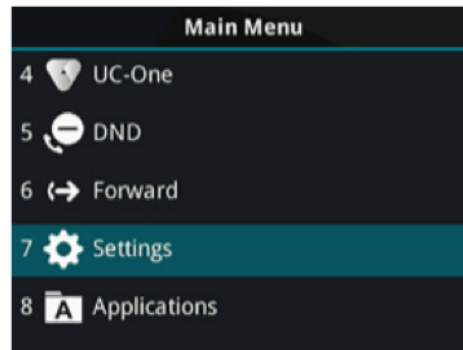 Main Menu
4 UC-One
5 DND
6 Forward
7 Settings
8 A Applications